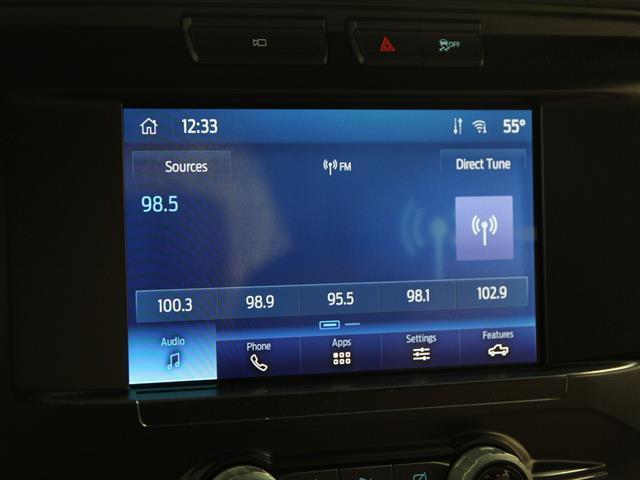 OFF
12:33 55°
Sources FM Direct Tune
98.5
100.3 98.9 95.5 98.1 102.9
Audio Phone Apps Settings Features